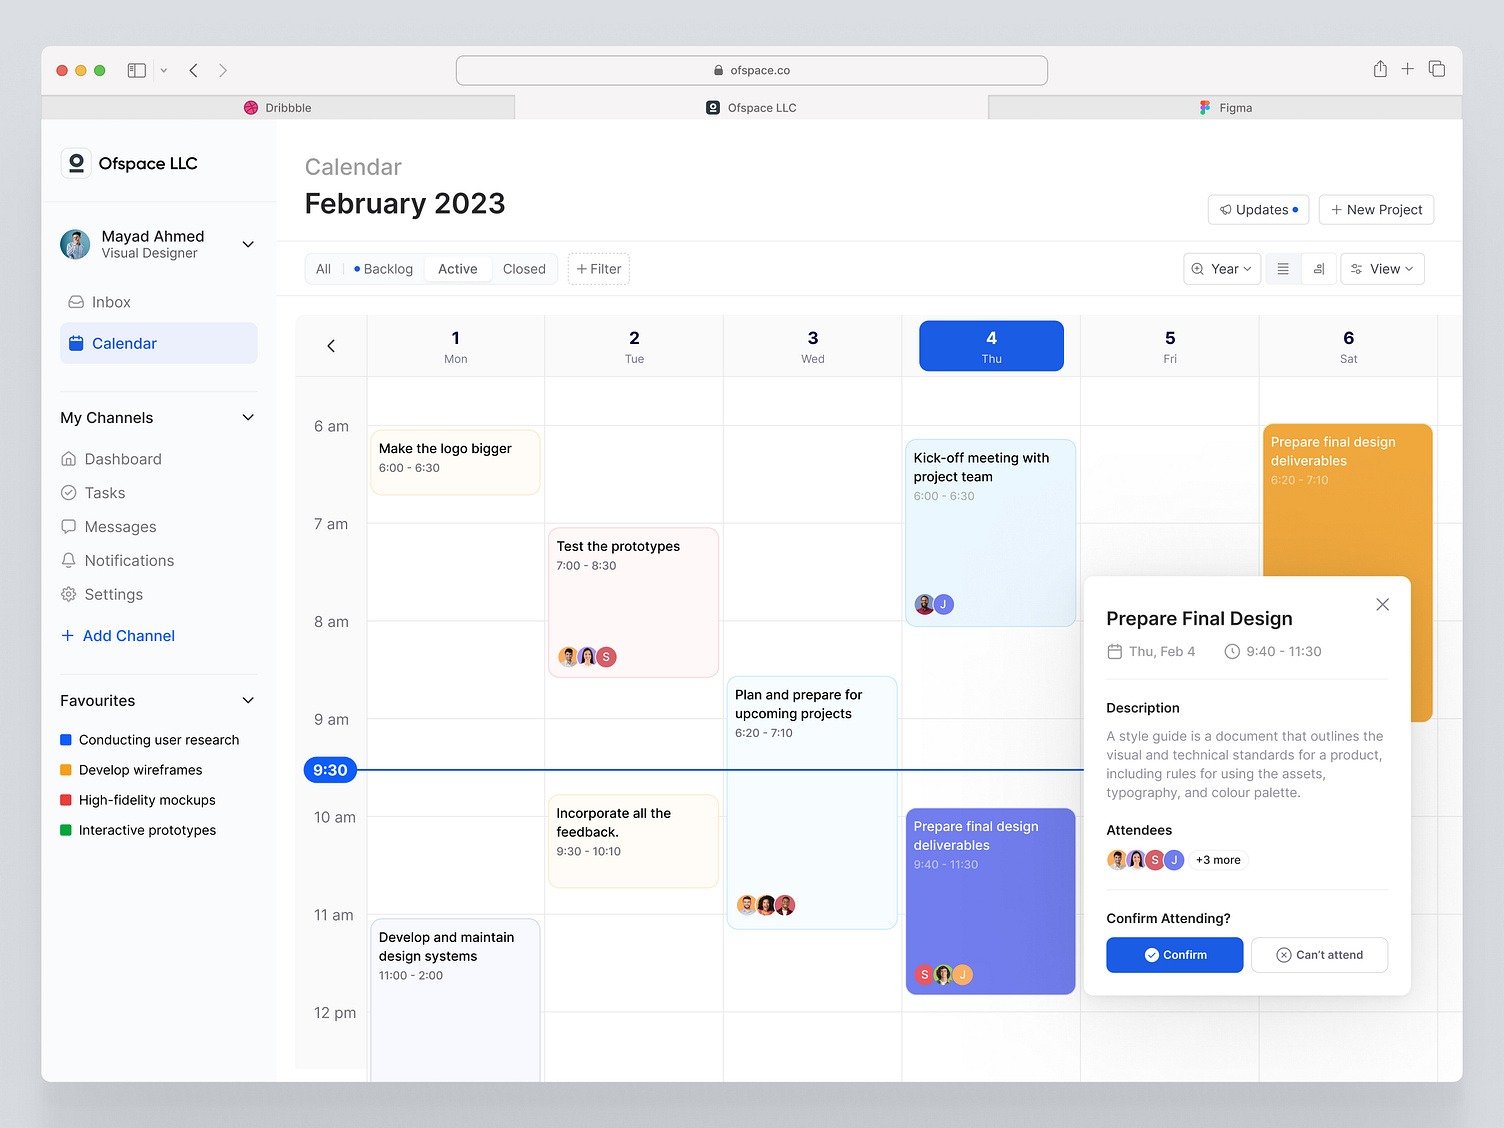 ofspace.co
Dribbble
Ofspace LLC
Figma
Ofspace LLC
Mayad Ahmed
Visual Designer
Inbox
Calendar
My Channels
Dashboard
Tasks
Messages
Notifications
Settings
+ Add Channel
Favourites
Conducting user research
Develop wireframes
High-fidelity mockups
Interactive prototypes
Calendar
February 2023
Updates
+ New Project
All
Backlog
Active
Closed
+ Filter
Year
View
1
Mon
2
Tue
3
Wed
4
Thu
5
Fri
6
Sat
6 am
7 am
8 am
9 am
9:30
10 am
11 am
12 pm
Make the logo bigger
6:00 - 6:30
Develop and maintain
design systems
11:00 - 2:00
Test the prototypes
7:00 - 8:30
S
Incorporate all the
feedback.
9:30 - 10:10
Plan and prepare for
upcoming projects
6:20 - 7:10
Kick-off meeting with
project team
6:00 - 6:30
J
Prepare final design
deliverables
9:40 - 11:30
S
J
Prepare final design
deliverables
6:20 - 7:10
Prepare Final Design
Thu, Feb 4
9:40 - 11:30
Description
A style guide is a document that outlines the
visual and technical standards for a product,
including rules for using the assets,
typography, and colour palette.
Attendees
S
J
+3 more
Confirm Attending?
Confirm
Can't attend